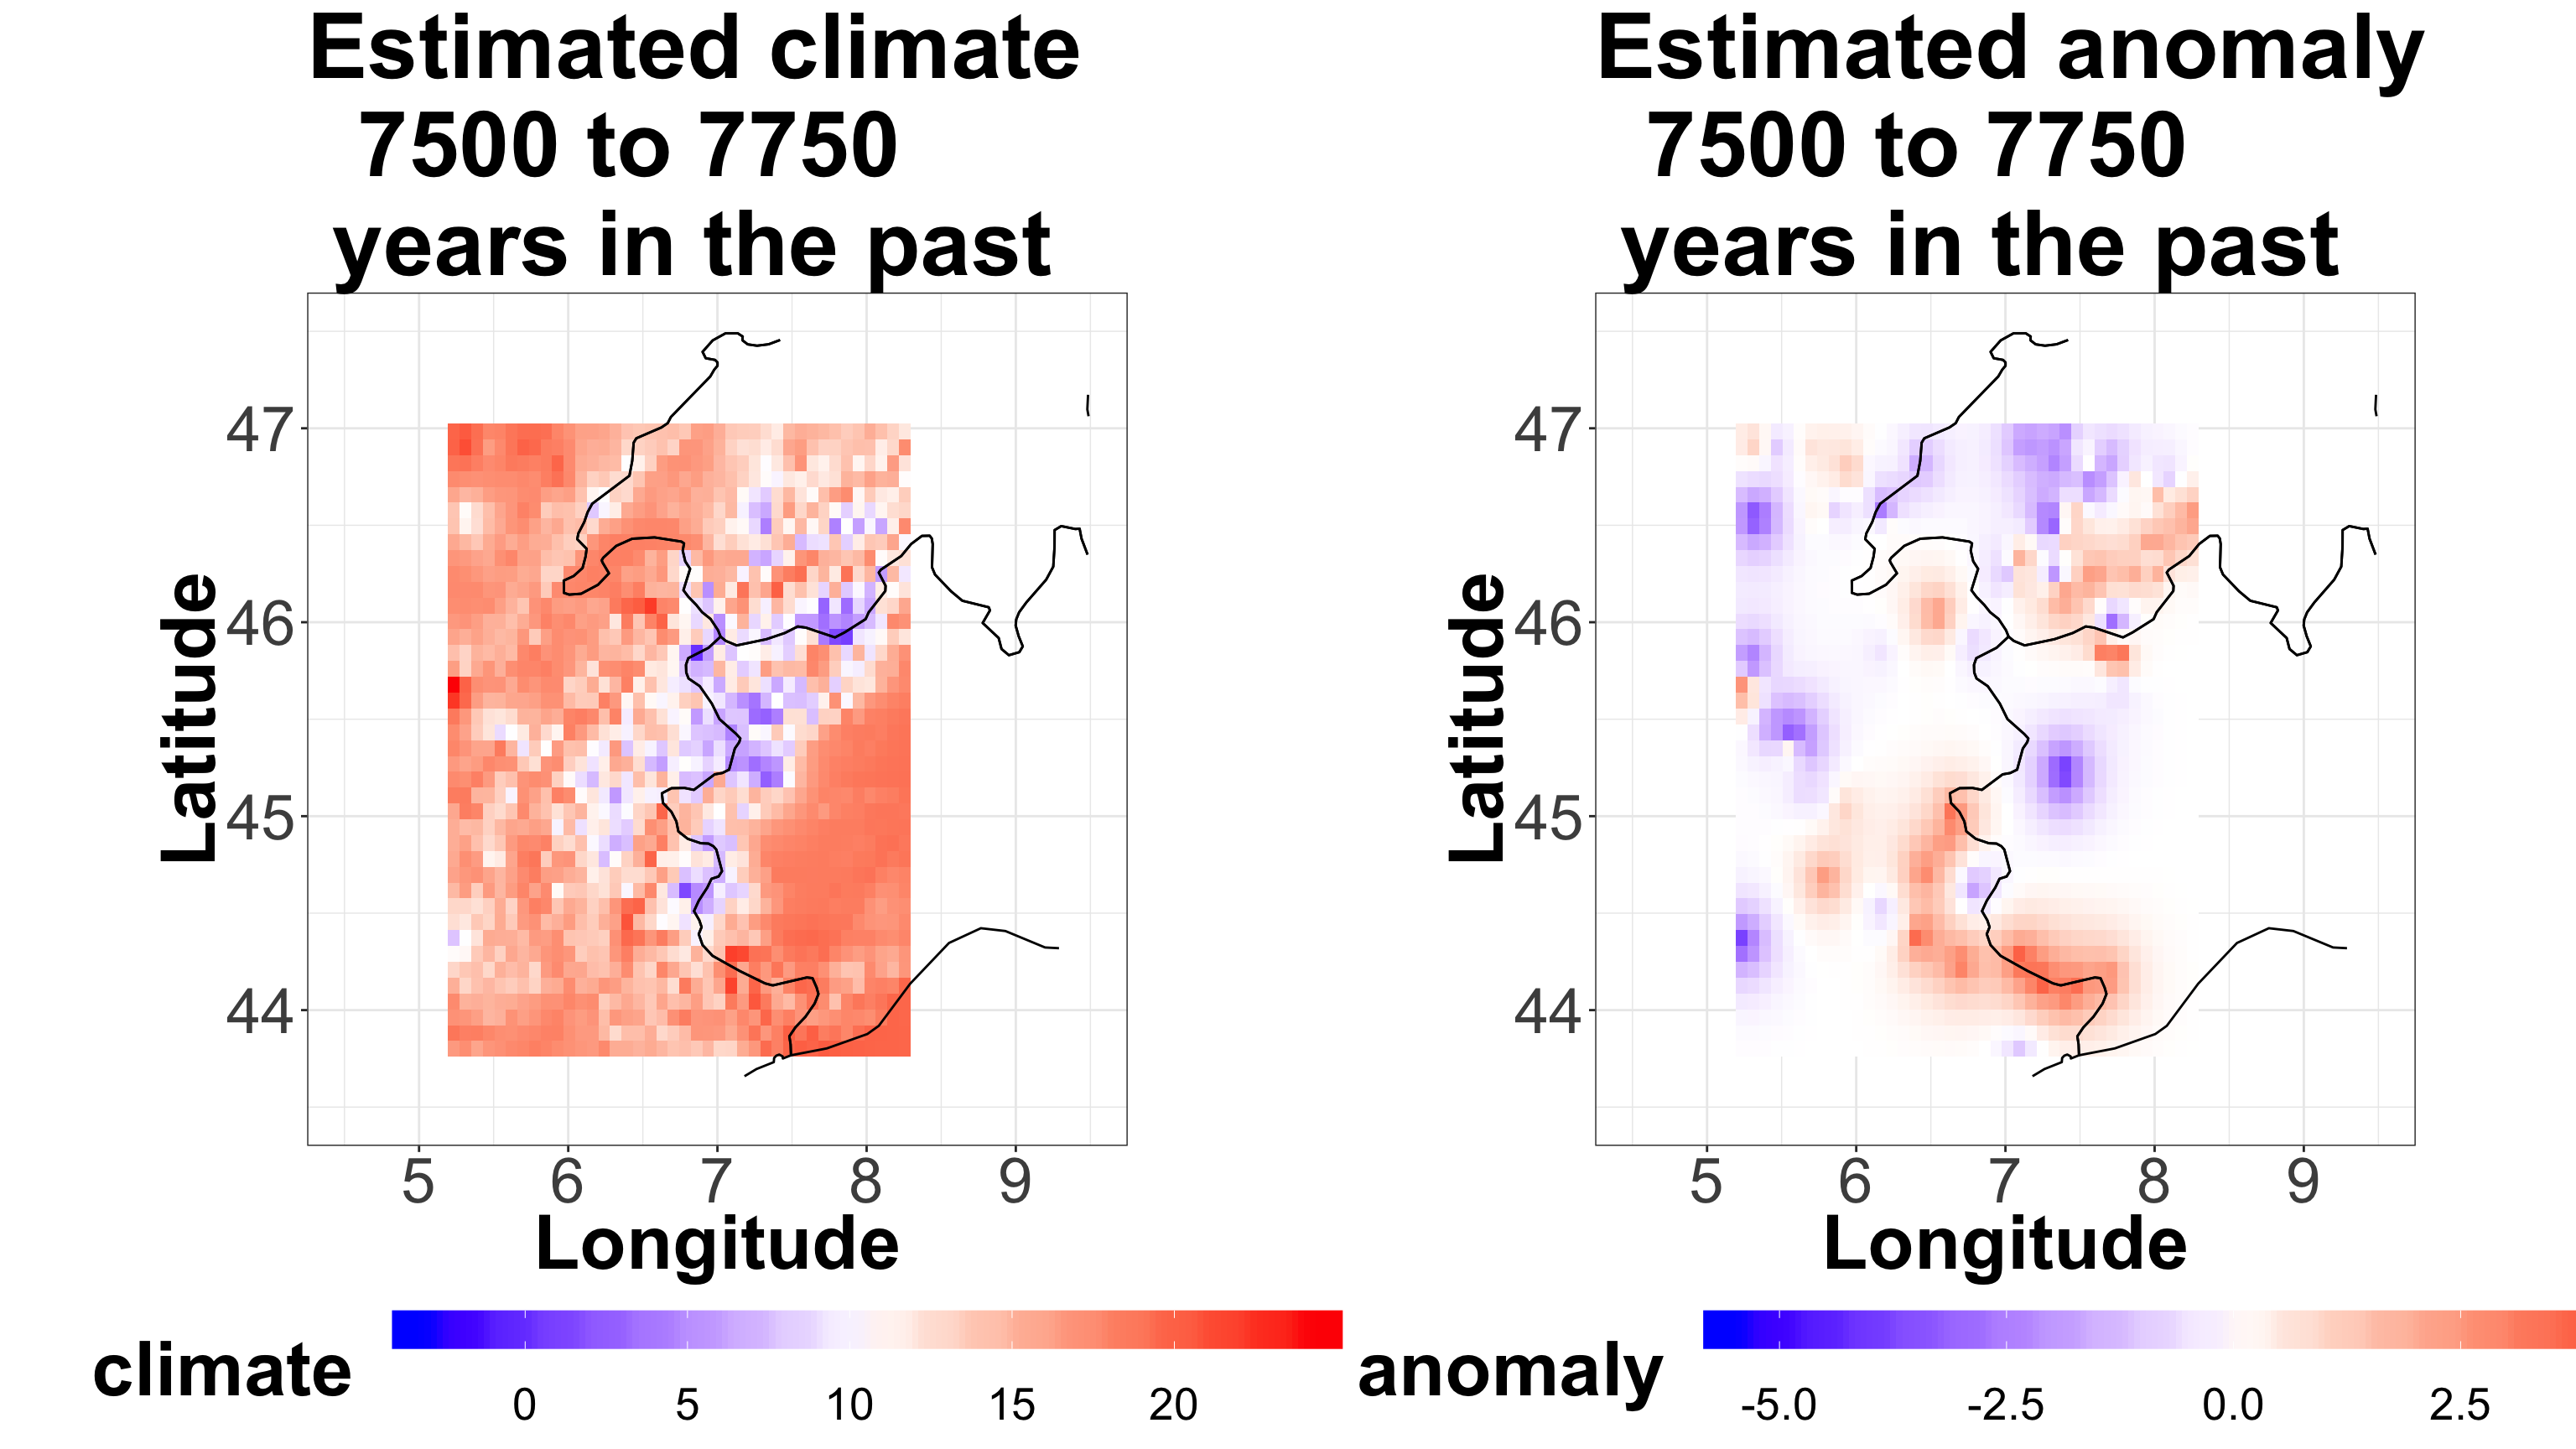 Estimated climate
7500 to 7750
years in the past
47
46
45
44
Latitude
5 6 7 8 9
Longitude
climate
0 5 10 15 20
Estimated anomaly
7500 to 7750
years in the past
47
46
45
44
Latitude
5 6 7 8 9
Longitude
anomaly
-5.0 -2.5 0.0 2.5